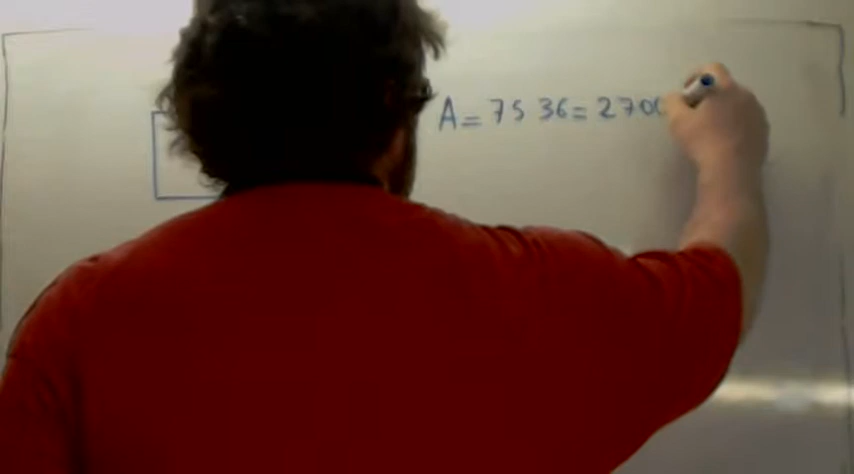 A = 75 36 = 2700